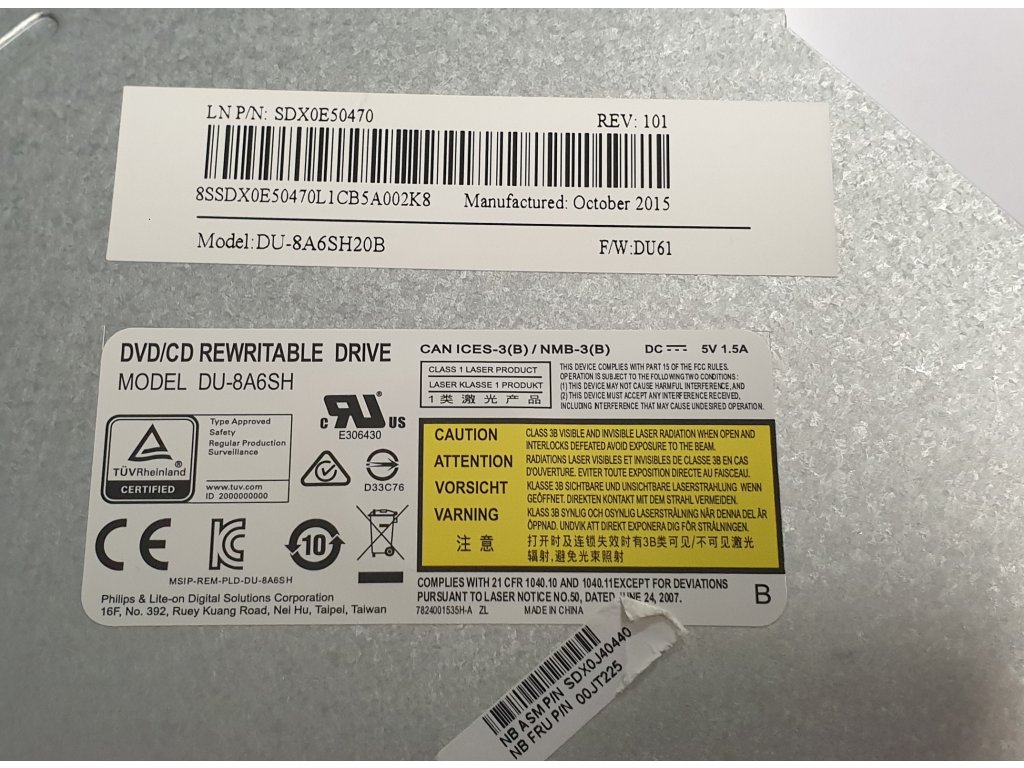 LN P/N: SDX0E50470
REV: 101
8SSDX0E50470L1CB5A002K8 Manufactured: October 2015
Model:DU-8A6SH20B F/W:DU61
DVD/CD REWRITABLE DRIVE
MODEL DU-8A6SH
CAN ICES-3(B) / NMB-3(B) DC 5V 1.5A
CLASS 1 LASER PRODUCT
LASER KLASSE 1 PRODUKT
1 类 激 光 产 品
THIS DEVICE COMPLIES WITH PART 15 OF THE FCC RULES.
OPERATION IS SUBJECT TO THE FOLLOWING TWO CONDITIONS :
(1) THIS DEVICE MAY NOT CAUSE HARMFUL INTERFERENCE, AND
(2) THIS DEVICE MUST ACCEPT ANY INTERFERENCE RECEIVED,
INCLUDING INTERFERENCE THAT MAY CAUSE UNDESIRED OPERATION.
TÜVRheinland
CERTIFIED
Type Approved
Safety
Regular Production
Surveillance
www.tuv.com
ID 2000000000
c RU ® US
E306430
D33C76
CE
10
MSIP-REM-PLD-DU-8A6SH
Philips & Lite-on Digital Solutions Corporation
16F, No. 392, Ruey Kuang Road, Nei Hu, Taipei, Taiwan
CAUTION CLASS 3B VISIBLE AND INVISIBLE LASER RADIATION WHEN OPEN AND
INTERLOCKS DEFEATED AVOID EXPOSURE TO THE BEAM.
ATTENTION RADIATIONS LASER VISIBLES ET INVISIBLES DE CLASSE 3B EN CAS
D'OUVERTURE. EVITER TOUTE EXPOSITION DIRECTE AU FAISCEAU.
VORSICHT KLASSE 3B SICHTBARE UND UNSICHTBARE LASERSTRAHLUNG WENN
GEÖFFNET. DIREKTEN KONTAKT MIT DEM STRAHL VERMEIDEN.
VARNING KLASS 3B SYNLIG OCH OSYNLIG LASERSTRÅLNING NÄR DENNA DEL ÄR
ÖPPNAD. UNDVIK ATT DIREKT EXPONERA DIG FÖR STRÅLNINGEN.
注 意 打开时及连锁失效时有3B类可见/不可见激光
辐射,避免光束照射
COMPLIES WITH 21 CFR 1040.10 AND 1040.11EXCEPT FOR DEVIATIONS
PURSUANT TO LASER NOTICE NO.50, DATED JUNE 24, 2007.
7824001535H-A ZL MADE IN CHINA
B
NB ASM P/N SDX0J40440
NB FRU P/N 00JT225